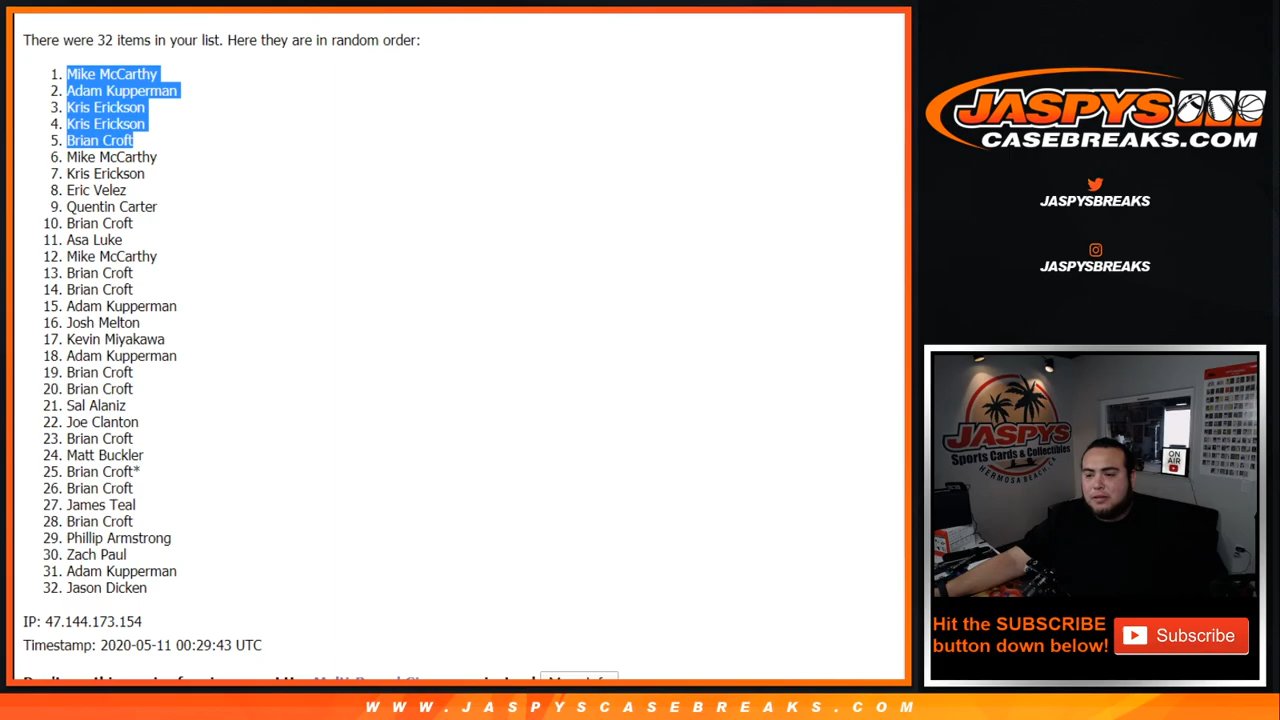 There were 32 items in your list. Here they are in random order:
1. Mike McCarthy
2. Adam Kupperman
3. Kris Erickson
4. Kris Erickson
5. Brian Croft
6. Mike McCarthy
7. Kris Erickson
8. Eric Velez
9. Quentin Carter
10. Brian Croft
11. Asa Luke
12. Mike McCarthy
13. Brian Croft
14. Brian Croft
15. Adam Kupperman
16. Josh Melton
17. Kevin Miyakawa
18. Adam Kupperman
19. Brian Croft
20. Brian Croft
21. Sal Alaniz
22. Joe Clanton
23. Brian Croft
24. Matt Buckler
25. Brian Croft*
26. Brian Croft
27. James Teal
28. Brian Croft
29. Phillip Armstrong
30. Zach Paul
31. Adam Kupperman
32. Jason Dicken
IP: 47.144.173.154
Timestamp: 2020-05-11 00:29:43 UTC
JASPYS
CASEBREAKS.COM
JASPYSBREAKS
JASPYSBREAKS
JASPYS
Sports Cards & Collectibles
HERMOSA BEACH, CA
ON
AIR
Hit the SUBSCRIBE
button down below!
Subscribe
WWW.JASPYSCASEBREAKS.COM